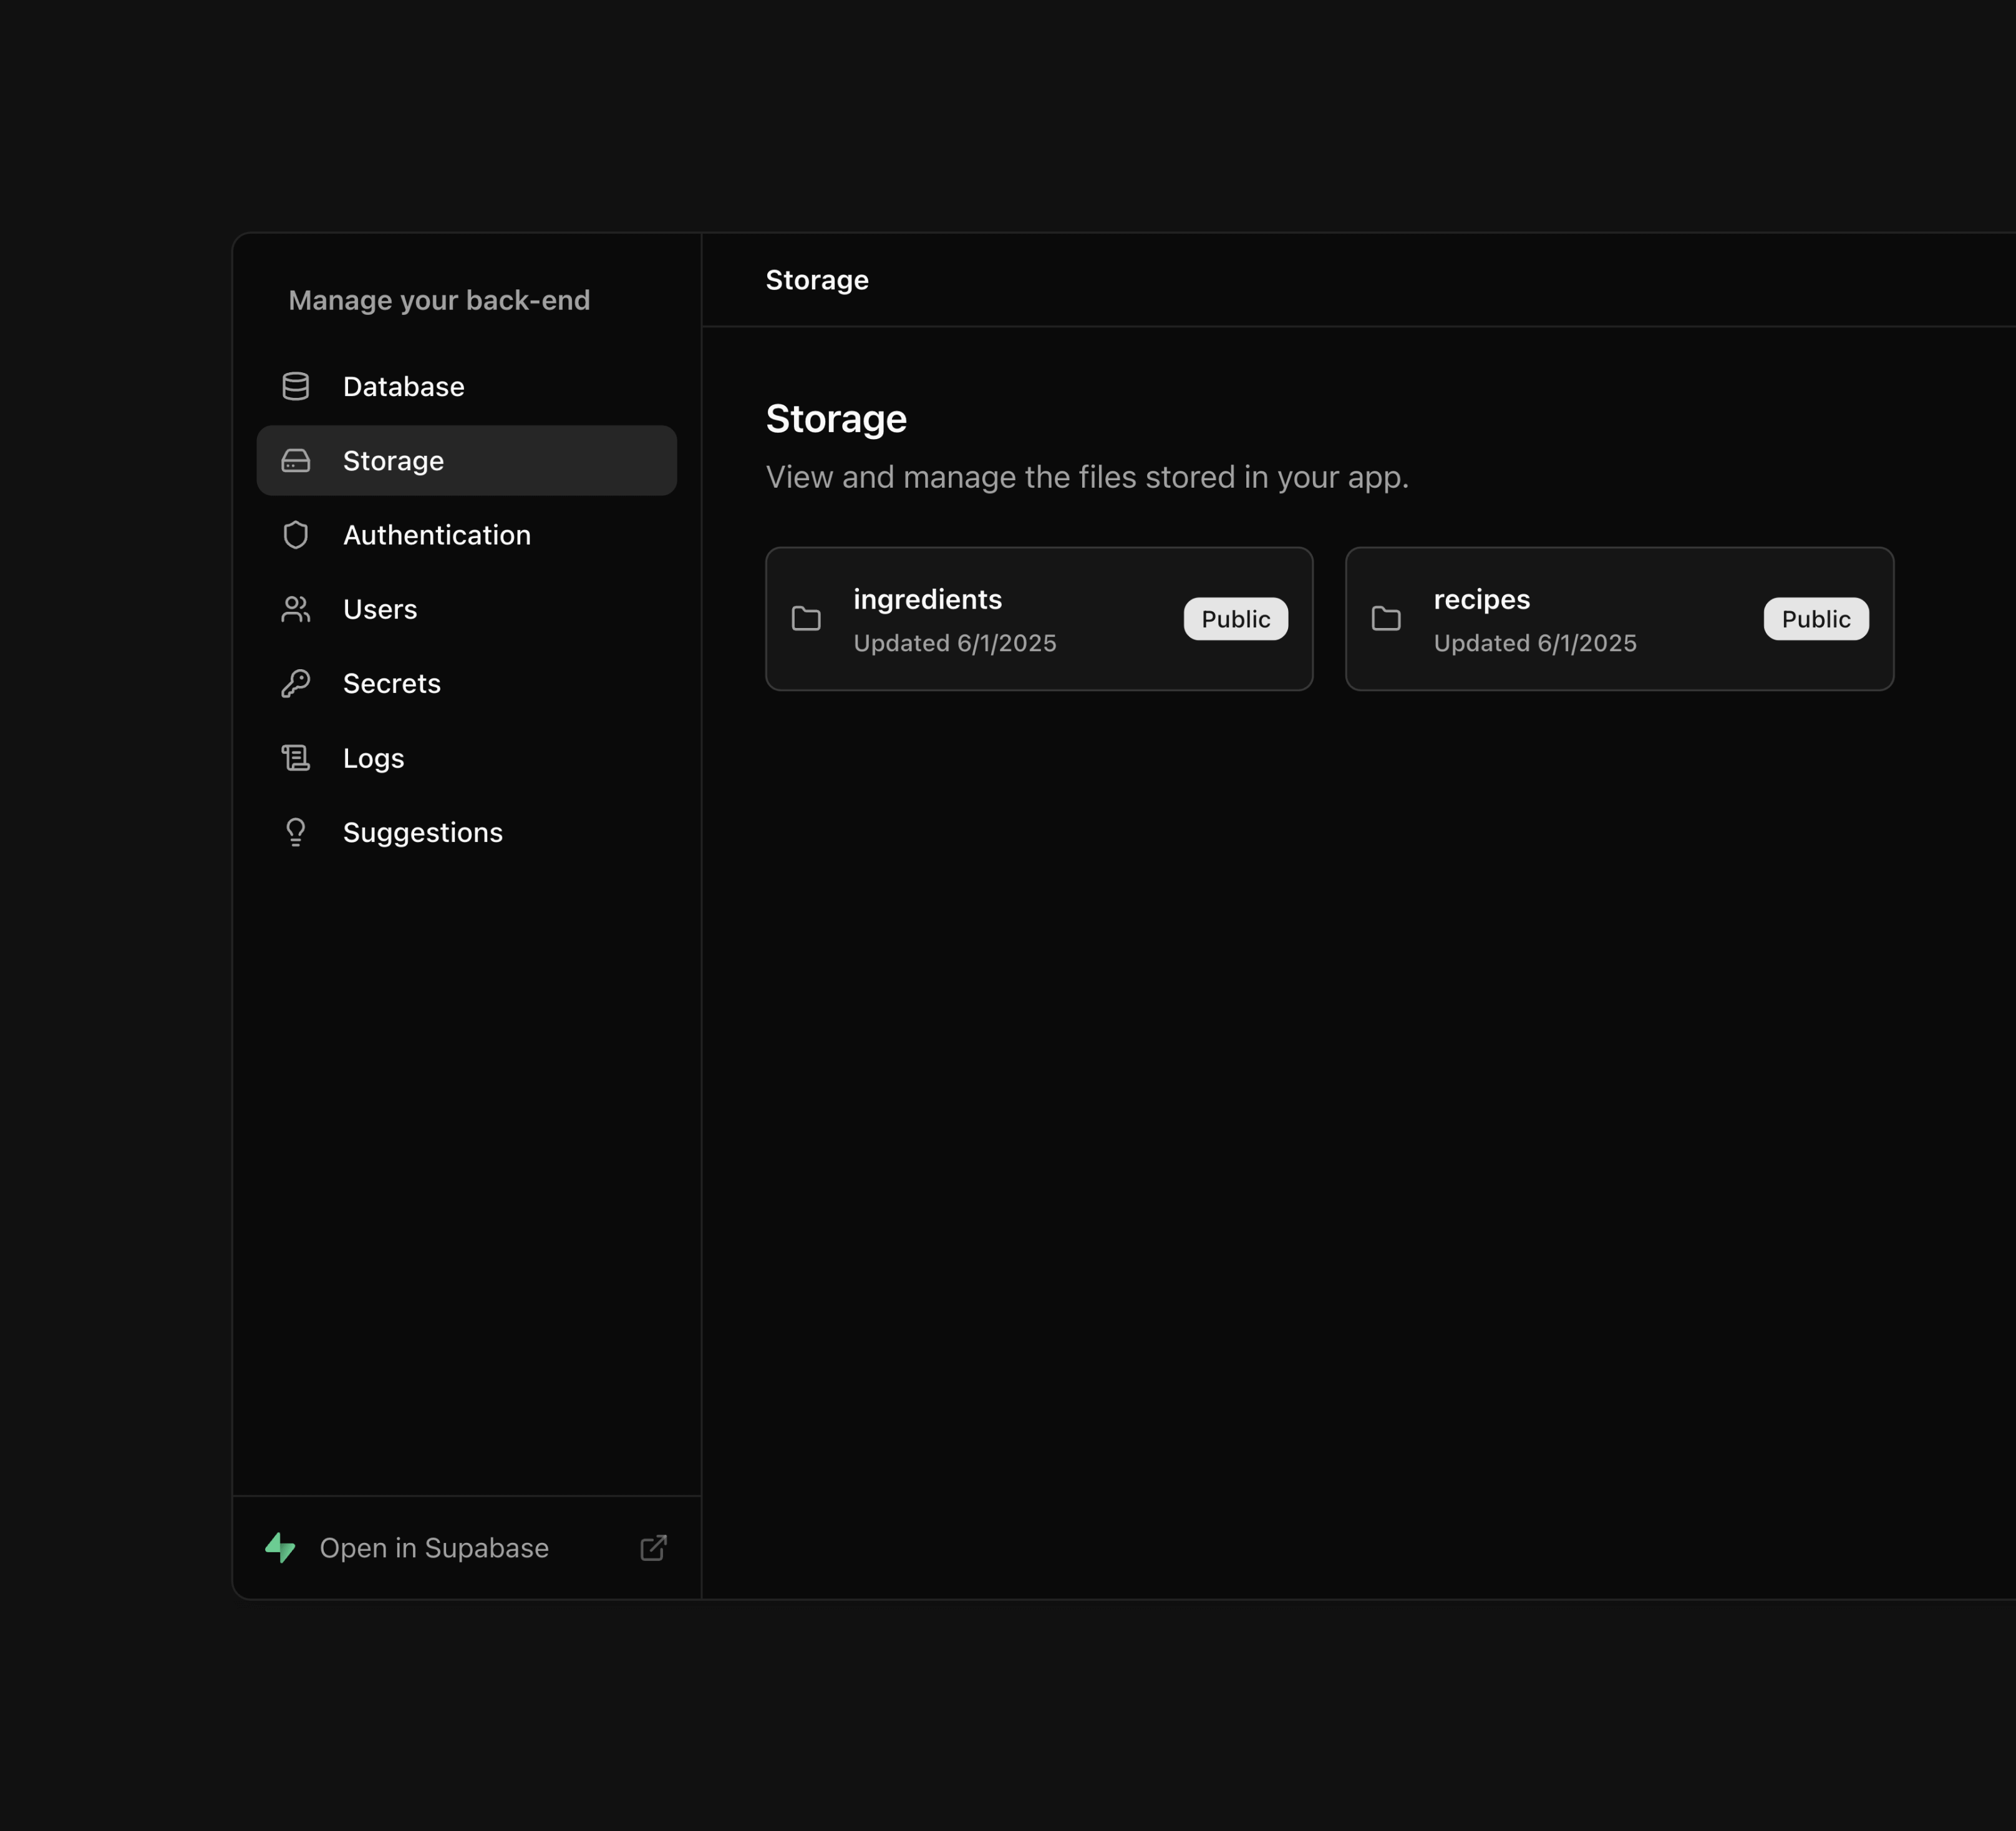 Manage your back-end
Database
Storage
Authentication
Users
Secrets
Logs
Suggestions
Open in Supabase
Storage
Storage
View and manage the files stored in your app.
ingredients
Updated 6/1/2025
Public
recipes
Updated 6/1/2025
Public